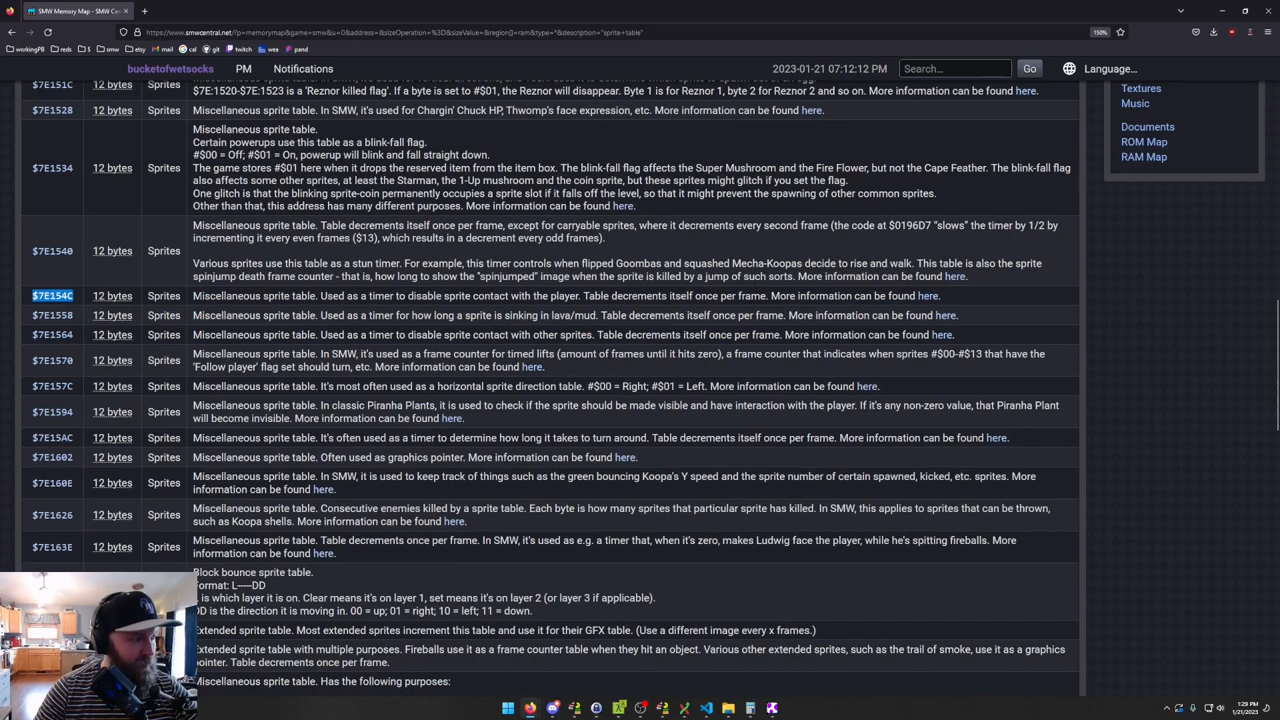 SMW Memory Map - SMW Cen
https://www.smwcentral.net/?p=memorymap&game=smw&u=0&address=&sizeOperation=%3D&sizeValue=&region[]=ram&type=*&description="sprite+table"
150%
workingPB reds $ smw etsy mail cal git twitch wea pand
bucketofwetsocks PM Notifications 2023-01-21 07:12:12 PM Search... Go Language...
$7E151C 12 bytes Sprites
$7E:1520-$7E:1523 is a 'Reznor killed flag'. If a byte is set to #$01, the Reznor will disappear. Byte 1 is for Reznor 1, byte 2 for Reznor 2 and so on. More information can be found here.
$7E1528 12 bytes Sprites Miscellaneous sprite table. In SMW, it's used for Chargin' Chuck HP, Thwomp's face expression, etc. More information can be found here.
Miscellaneous sprite table.
Certain powerups use this table as a blink-fall flag.
#$00 = Off; #$01 = On, powerup will blink and fall straight down.
$7E1534 12 bytes Sprites The game stores #$01 here when it drops the reserved item from the item box. The blink-fall flag affects the Super Mushroom and the Fire Flower, but not the Cape Feather. The blink-fall flag
also affects some other sprites, at least the Starman, the 1-Up mushroom and the coin sprite, but these sprites might glitch if you set the flag.
One glitch is that the blinking sprite-coin permanently occupies a sprite slot if it falls off the level, so that it might prevent the spawning of other common sprites.
Other than that, this address has many different purposes. More information can be found here.
Miscellaneous sprite table. Table decrements itself once per frame, except for carryable sprites, where it decrements every second frame (the code at $0196D7 "slows" the timer by 1/2 by
incrementing it every even frames ($13), which results in a decrement every odd frames).
$7E1540 12 bytes Sprites
Various sprites use this table as a stun timer. For example, this timer controls when flipped Goombas and squashed Mecha-Koopas decide to rise and walk. This table is also the sprite
spinjump death frame counter - that is, how long to show the "spinjumped" image when the sprite is killed by a jump of such sorts. More information can be found here.
$7E154C 12 bytes Sprites Miscellaneous sprite table. Used as a timer to disable sprite contact with the player. Table decrements itself once per frame. More information can be found here.
$7E1558 12 bytes Sprites Miscellaneous sprite table. Used as a timer for how long a sprite is sinking in lava/mud. Table decrements itself once per frame. More information can be found here.
$7E1564 12 bytes Sprites Miscellaneous sprite table. Used as a timer to disable sprite contact with other sprites. Table decrements itself once per frame. More information can be found here.
$7E1570 12 bytes Sprites Miscellaneous sprite table. In SMW, it's used as a frame counter for timed lifts (amount of frames until it hits zero), a frame counter that indicates when sprites #$00-#$13 that have the
'Follow player' flag set should turn, etc. More information can be found here.
$7E157C 12 bytes Sprites Miscellaneous sprite table. It's most often used as a horizontal sprite direction table. #$00 = Right; #$01 = Left. More information can be found here.
$7E1594 12 bytes Sprites Miscellaneous sprite table. In classic Piranha Plants, it is used to check if the sprite should be made visible and have interaction with the player. If it's any non-zero value, that Piranha Plant
will become invisible. More information can be found here.
$7E15AC 12 bytes Sprites Miscellaneous sprite table. It's often used as a timer to determine how long it takes to turn around. Table decrements itself once per frame. More information can be found here.
$7E1602 12 bytes Sprites Miscellaneous sprite table. Often used as graphics pointer. More information can be found here.
$7E160E 12 bytes Sprites Miscellaneous sprite table. In SMW, it is used to keep track of things such as the green bouncing Koopa's Y speed and the sprite number of certain spawned, kicked, etc. sprites. More
information can be found here.
$7E1626 12 bytes Sprites Miscellaneous sprite table. Consecutive enemies killed by a sprite table. Each byte is how many sprites that particular sprite has killed. In SMW, this applies to sprites that can be thrown,
such as Koopa shells. More information can be found here.
$7E163E 12 bytes Sprites Miscellaneous sprite table. Table decrements once per frame. In SMW, it's used as e.g. a timer that, when it's zero, makes Ludwig face the player, while he's spitting fireballs. More
information can be found here.
Block bounce sprite table.
Format: L-----DD
is which layer it is on. Clear means it's on layer 1, set means it's on layer 2 (or layer 3 if applicable).
DD is the direction it is moving in. 00 = up; 01 = right; 10 = left; 11 = down.
Extended sprite table. Most extended sprites increment this table and use it for their GFX table. (Use a different image every x frames.)
Extended sprite table with multiple purposes. Fireballs use it as a frame counter table when they hit an object. Various other extended sprites, such as the trail of smoke, use it as a graphics
pointer. Table decrements once per frame.
Miscellaneous sprite table. Has the following purposes:
Textures
Music
Documents
ROM Map
RAM Map
1:29 PM
1/21/2023